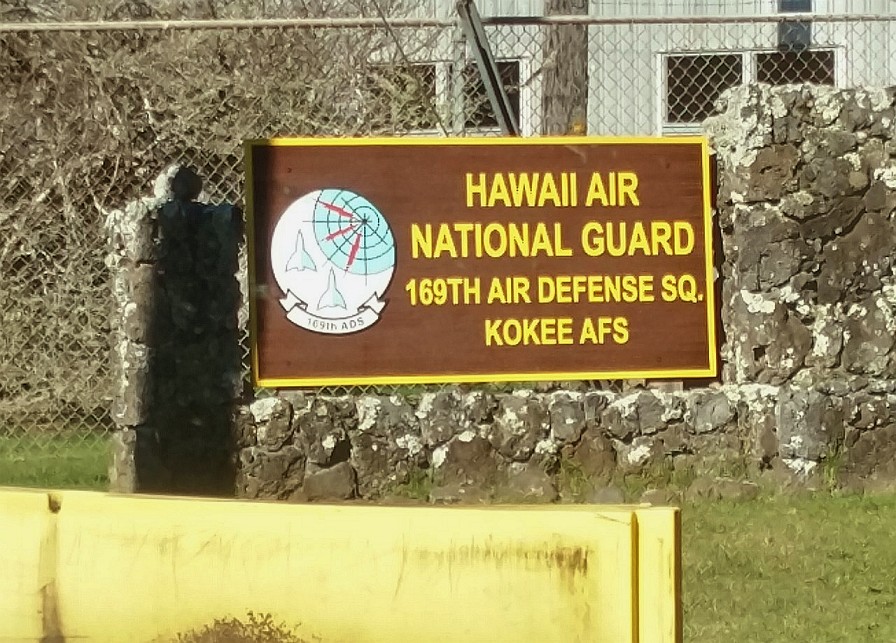 HAWAII AIR
NATIONAL GUARD
169TH AIR DEFENSE SQ.
KOKEE AFS
169th ADS